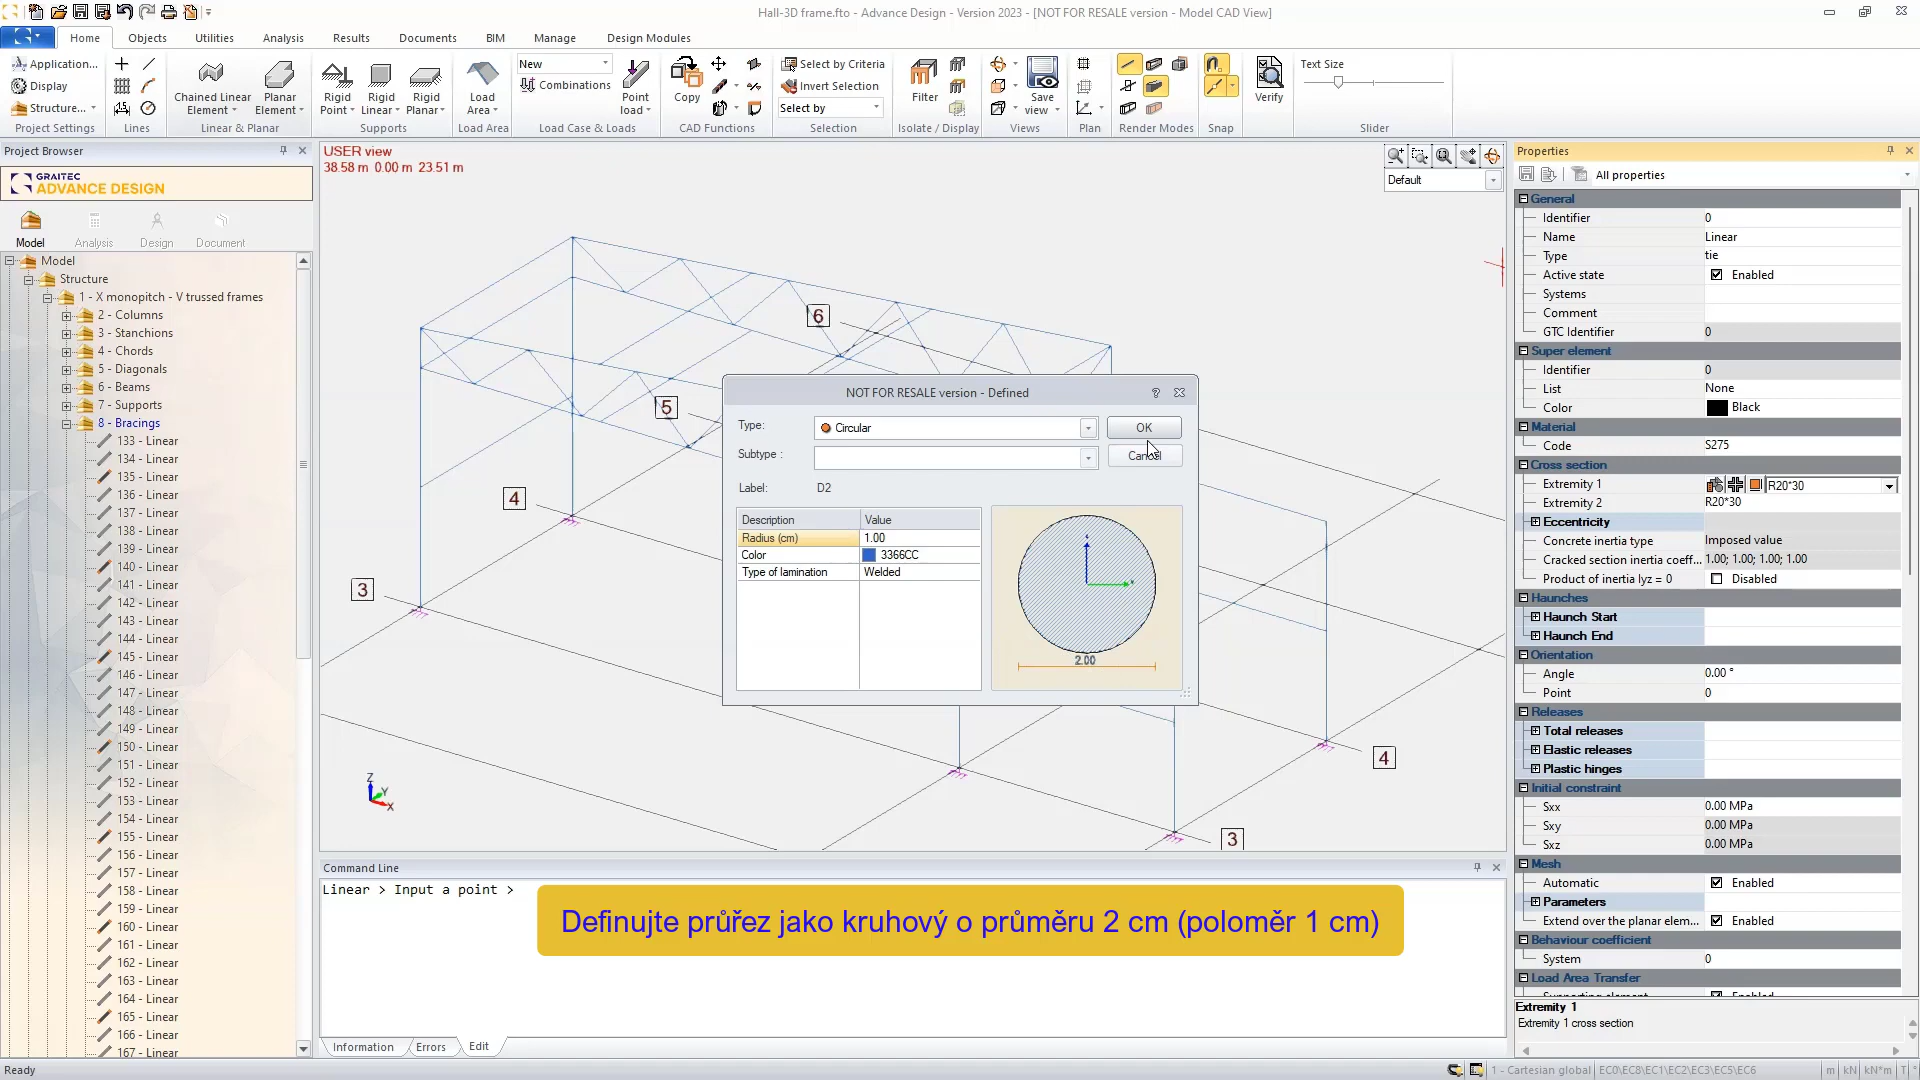 Hall-3D frame.fto - Advance Design - Version 2023 - [NOT FOR RESALE version - Model CAD View]
Home Objects Utilities Analysis Results Documents BIM Manage Design Modules
Application...
Display
Structure...
Project Settings
Lines
Chained Linear Element
Planar Element
Linear & Planar
Rigid Point
Rigid Linear
Rigid Planar
Supports
Load Area
Load Area
New
Combinations
Point load
Load Case & Loads
Copy
CAD Functions
Select by Criteria
Invert Selection
Select by
Selection
Filter
Isolate / Display
Save view
Views
Plan
Render Modes
Snap
Verify
Text Size
Slider
Project Browser
GRAITEC
ADVANCE DESIGN
Model Analysis Design Document
Model
Structure
1 - X monopitch - V trussed frames
2 - Columns
3 - Stanchions
4 - Chords
5 - Diagonals
6 - Beams
7 - Supports
8 - Bracings
133 - Linear
134 - Linear
135 - Linear
136 - Linear
137 - Linear
138 - Linear
139 - Linear
140 - Linear
141 - Linear
142 - Linear
143 - Linear
144 - Linear
145 - Linear
146 - Linear
147 - Linear
148 - Linear
149 - Linear
150 - Linear
151 - Linear
152 - Linear
153 - Linear
154 - Linear
155 - Linear
156 - Linear
157 - Linear
158 - Linear
159 - Linear
160 - Linear
161 - Linear
162 - Linear
163 - Linear
164 - Linear
165 - Linear
166 - Linear
167 - Linear
USER view
38.58 m 0.00 m 23.51 m
Default
6
5
4
3
4
3
Z
Y
X
NOT FOR RESALE version - Defined
Type: Circular OK
Subtype : Cancel
Label: D2
Description Value
Radius (cm) 1.00
Color 3366CC
Type of lamination Welded
2.00
Command Line
Linear > Input a point >
Definujte průřez jako kruhový o průměru 2 cm (poloměr 1 cm)
Information Errors Edit
Properties
All properties
General
Identifier 0
Name Linear
Type tie
Active state Enabled
Systems
Comment
GTC Identifier 0
Super element
Identifier 0
List None
Color Black
Material
Code S275
Cross section
Extremity 1 R20*30
Extremity 2 R20*30
Eccentricity
Concrete inertia type Imposed value
Cracked section inertia coeff... 1.00; 1.00; 1.00; 1.00
Product of inertia Iyz = 0 Disabled
Haunches
Haunch Start
Haunch End
Orientation
Angle 0.00 °
Point 0
Releases
Total releases
Elastic releases
Plastic hinges
Initial constraint
Sxx 0.00 MPa
Sxy 0.00 MPa
Sxz 0.00 MPa
Mesh
Automatic Enabled
Parameters
Extend over the planar elem... Enabled
Behaviour coefficient
System 0
Load Area Transfer
Supporting element Enabled
Extremity 1
Extremity 1 cross section
Ready
1 - Cartesian global EC0\EC8\EC1\EC2\EC3\EC5\EC6 m kN kN*m T °